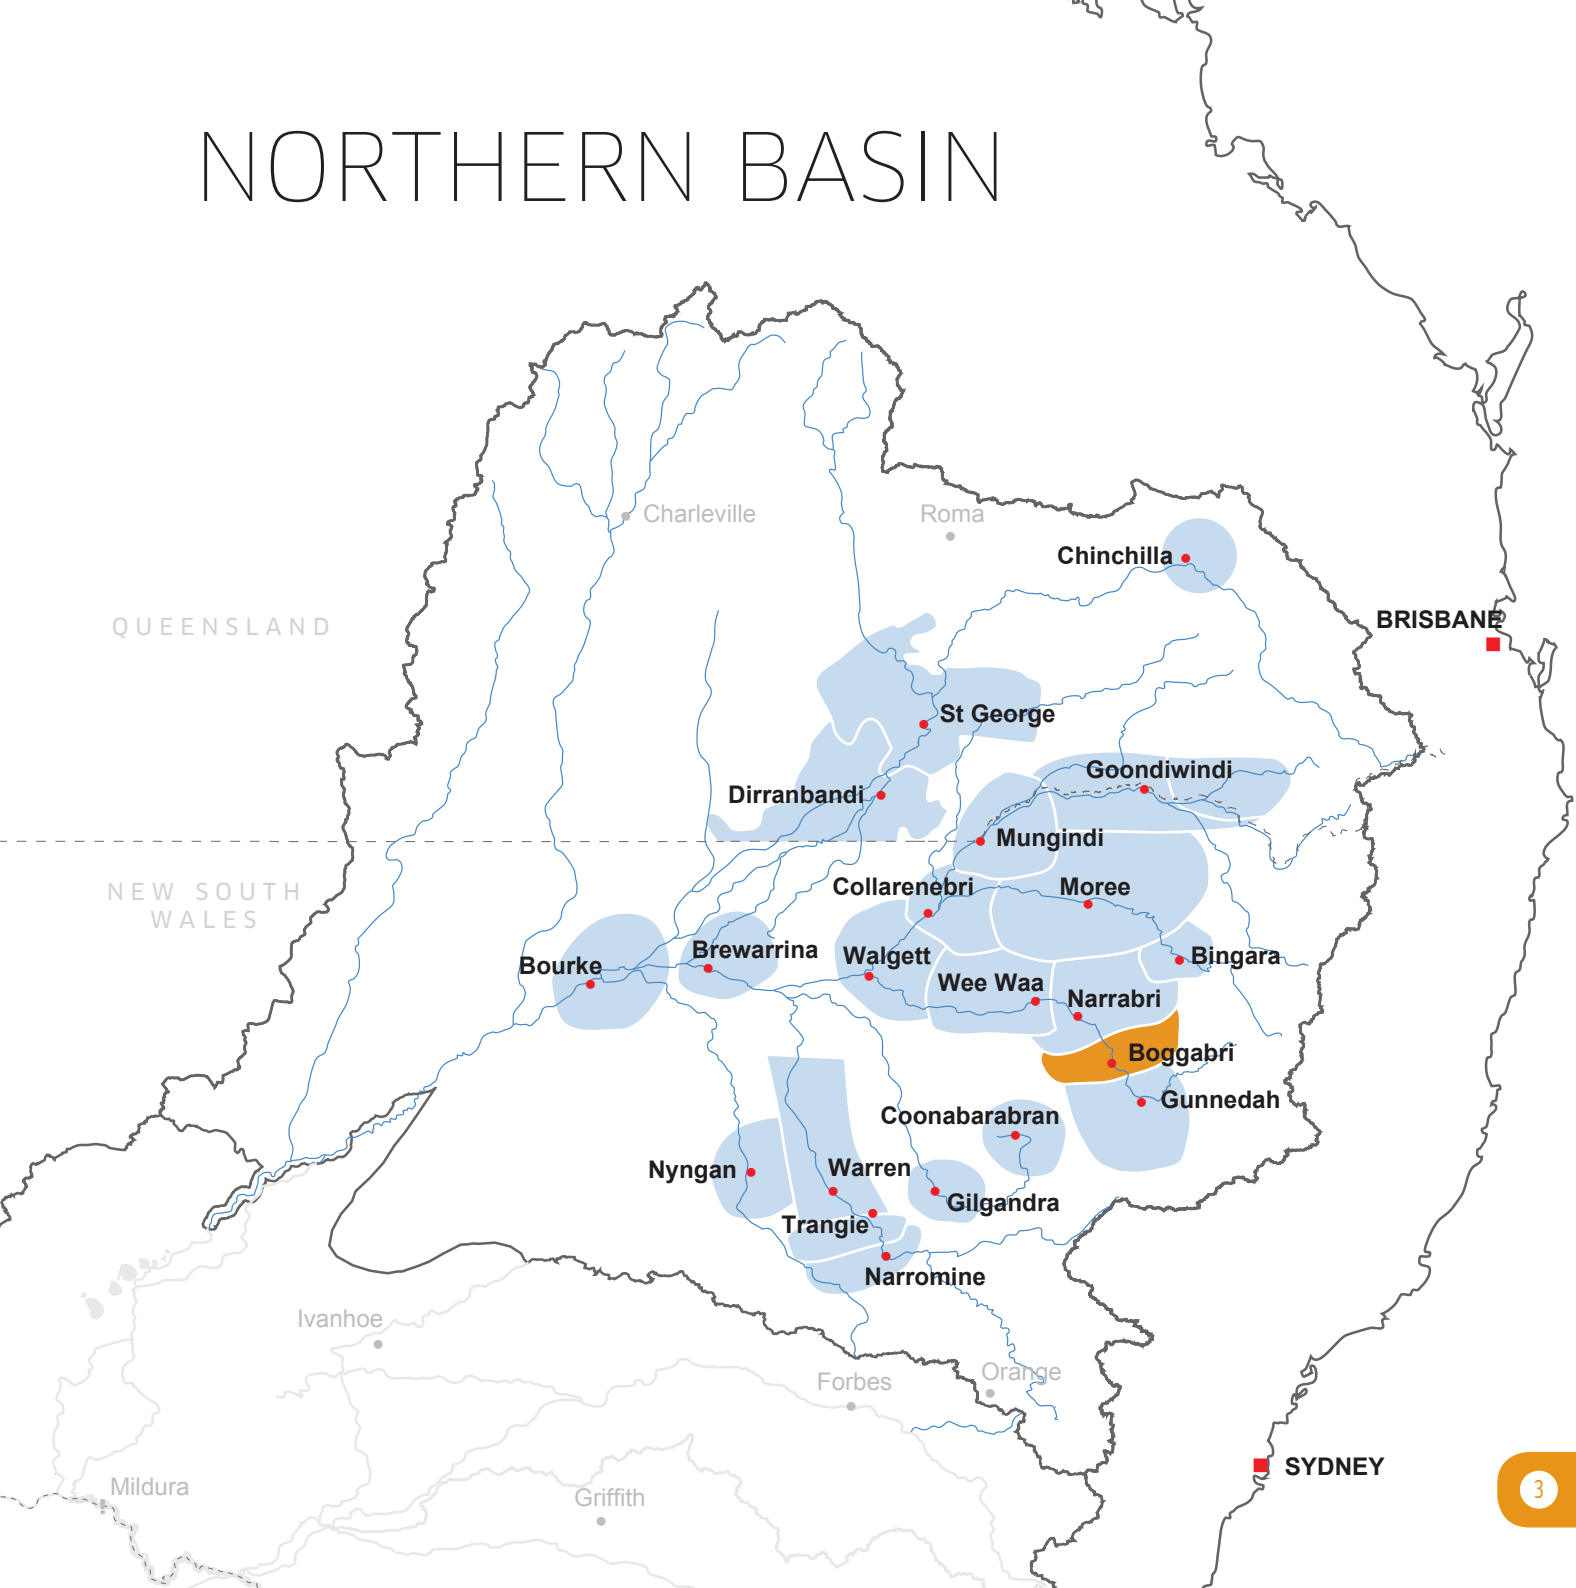 NORTHERN BASIN
Charleville
Roma
Chinchilla
QUEENSLAND
BRISBANE
St George
Goondiwindi
Dirranbandi
Mungindi
NEW SOUTH
WALES
Collarenebri
Moree
Brewarrina
Walgett
Bingara
Bourke
Wee Waa
Narrabri
Boggabri
Gunnedah
Coonabarabran
Nyngan
Warren
Gilgandra
Trangie
Narromine
Ivanhoe
Forbes
Orange
SYDNEY
Mildura
Griffith
3